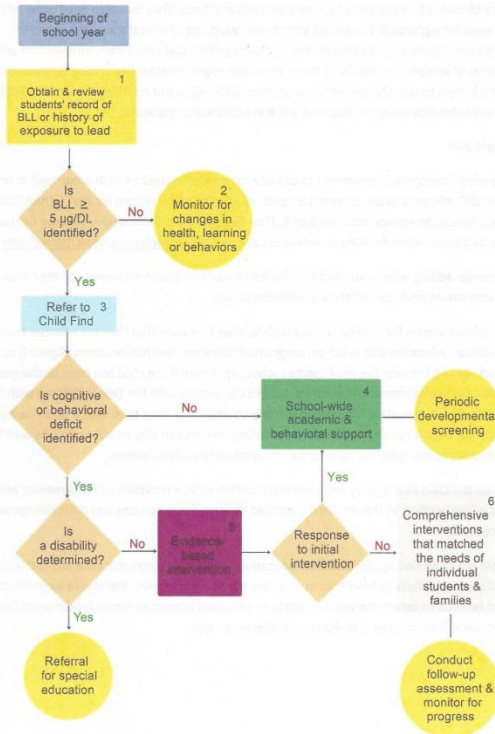 Beginning of
school year
1
Obtain & review
students' record of
BLL or history of
exposure to lead
Is
BLL ≥
5 µg/DL
identified?
No
2
Monitor for
changes in
health, learning
or behaviors
Yes
3
Refer to
Child Find
Is cognitive
or behavioral
deficit
identified?
No
4
School-wide
academic &
behavioral support
Periodic
developmental
screening
Yes
Yes
Is
a disability
determined?
No
5
Evidence-
based
intervention
Response
to initial
intervention
No
6
Comprehensive
interventions
that matched
the needs of
individual
students &
families
Yes
Referral
for special
education
Conduct
follow-up
assessment &
monitor for
progress